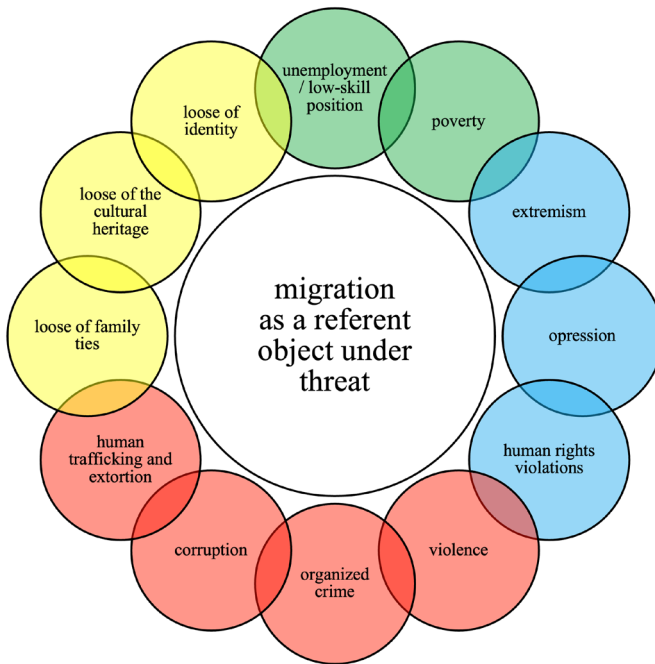 unemployment
/ low-skill
position
poverty
extremism
opression
human rights
violations
violence
organized
crime
corruption
human
trafficking and
extortion
loose of family
ties
loose of the
cultural
heritage
loose of
identity
migration
as a referent
object under
threat